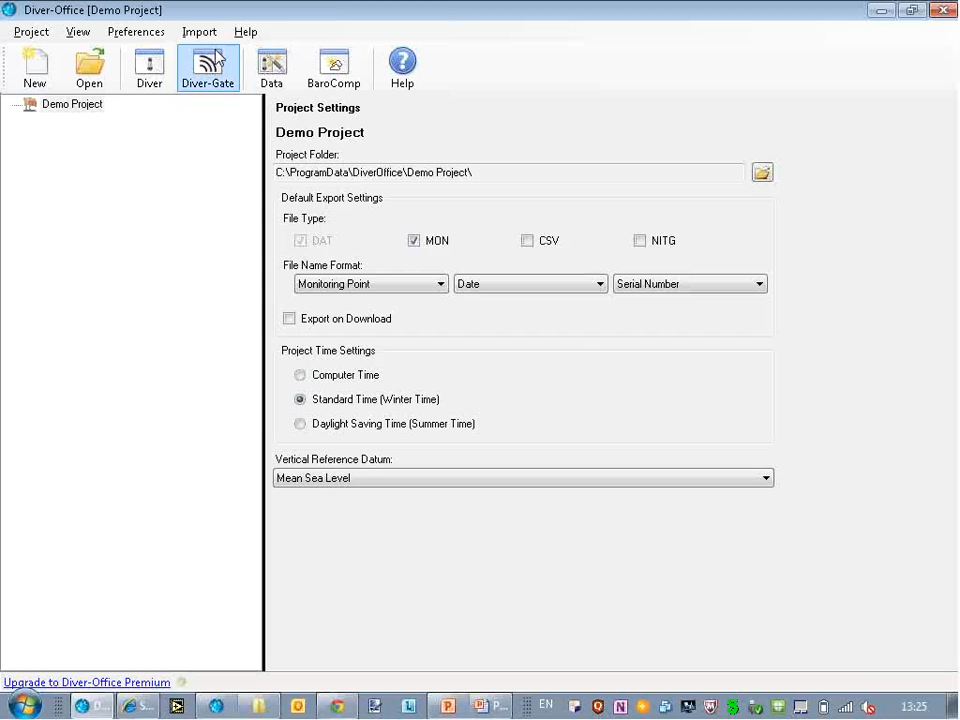 Diver-Office [Demo Project]
Project View Preferences Import Help
New Open Diver Diver-Gate Data BaroComp Help
Demo Project
Project Settings
Demo Project
Project Folder:
C:\ProgramData\DiverOffice\Demo Project\
Default Export Settings
File Type:
DAT MON CSV NITG
File Name Format:
Monitoring Point Date Serial Number
Export on Download
Project Time Settings
Computer Time
Standard Time (Winter Time)
Daylight Saving Time (Summer Time)
Vertical Reference Datum:
Mean Sea Level
Upgrade to Diver-Office Premium
D... S... P... EN 13:25